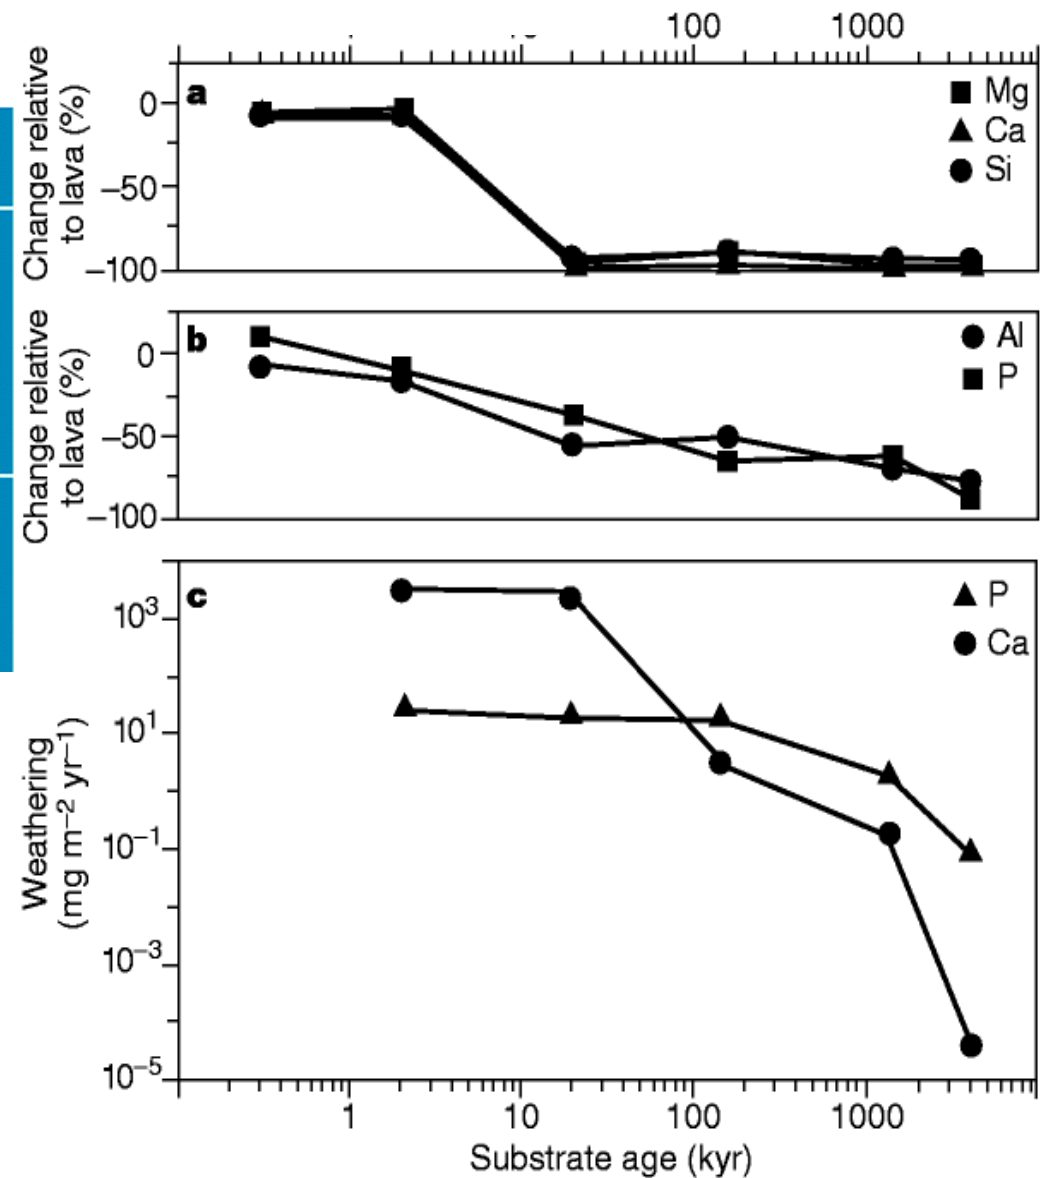 100 1000
a
0
−50
−100
Change relative
to lava (%)
Mg
Ca
Si
b
0
−50
−100
Change relative
to lava (%)
Al
P
c
10³
10¹
10⁻¹
10⁻³
10⁻⁵
Weathering
(mg m⁻² yr⁻¹)
P
Ca
1 10 100 1000
Substrate age (kyr)